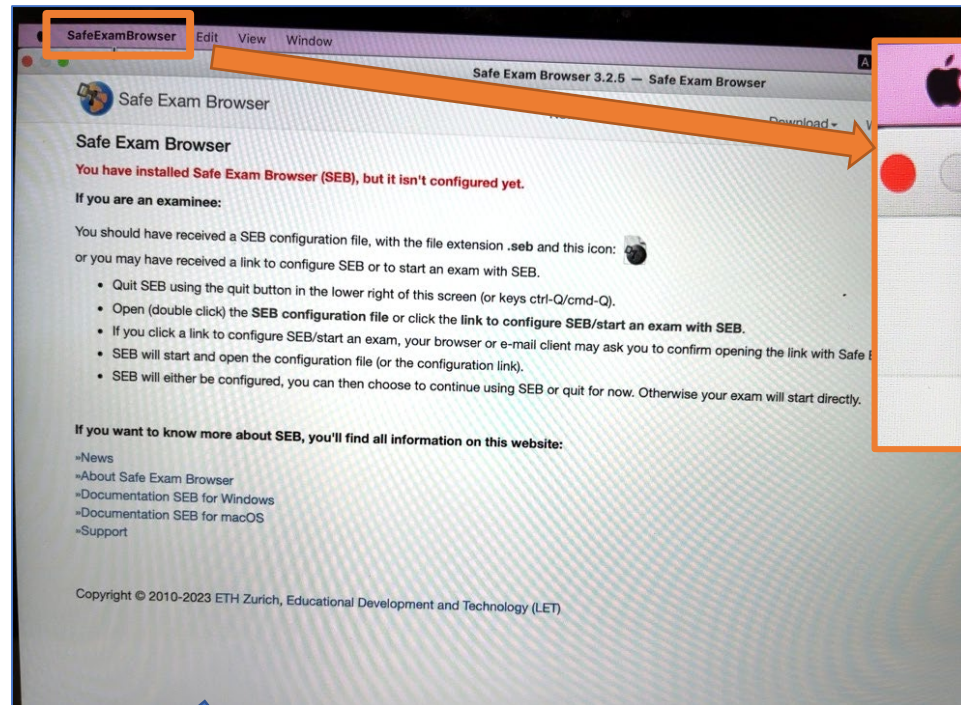 SafeExamBrowser Edit View Window
Safe Exam Browser 3.2.5 — Safe Exam Browser
Safe Exam Browser
Download
Safe Exam Browser
You have installed Safe Exam Browser (SEB), but it isn't configured yet.
If you are an examinee:
You should have received a SEB configuration file, with the file extension .seb and this icon:
or you may have received a link to configure SEB or to start an exam with SEB.
• Quit SEB using the quit button in the lower right of this screen (or keys ctrl-Q/cmd-Q).
• Open (double click) the SEB configuration file or click the link to configure SEB/start an exam with SEB.
• If you click a link to configure SEB/start an exam, your browser or e-mail client may ask you to confirm opening the link with Safe
• SEB will start and open the configuration file (or the configuration link).
• SEB will either be configured, you can then choose to continue using SEB or quit for now. Otherwise your exam will start directly.
If you want to know more about SEB, you'll find all information on this website:
»News
»About Safe Exam Browser
»Documentation SEB for Windows
»Documentation SEB for macOS
»Support
Copyright © 2010-2023 ETH Zurich, Educational Development and Technology (LET)